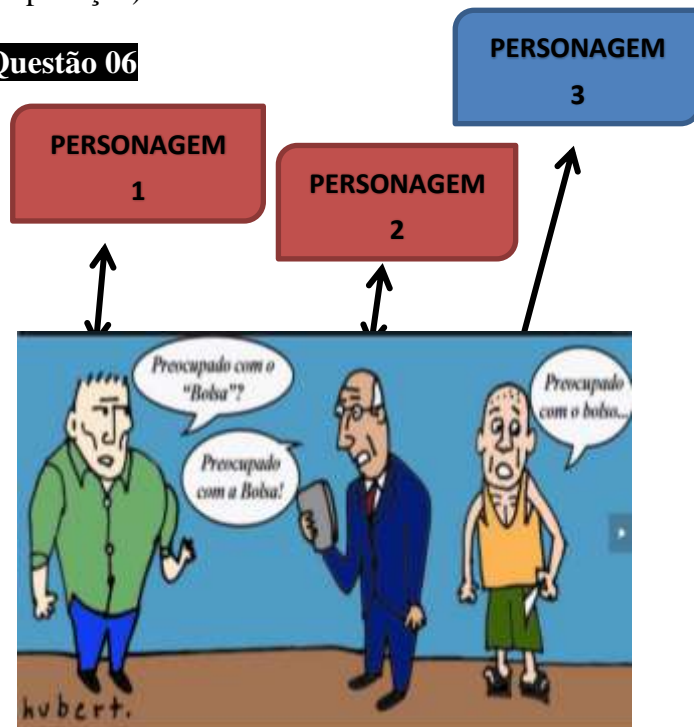 Questão 06
PERSONAGEM
3
PERSONAGEM
1
PERSONAGEM
2
Preocupado com o
"Bolsa"?
Preocupado
com a Bolsa!
Preocupado
com o bolso...
hubert.